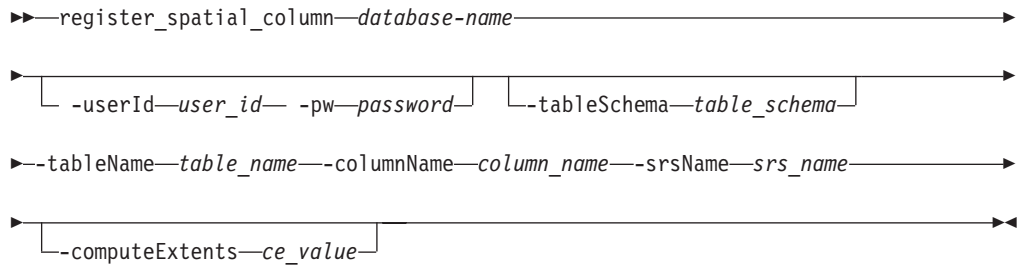 register_spatial_column database-name
-userId user_id -pw password -tableSchema table_schema
-tableName table_name -columnName column_name -srsName srs_name
-computeExtents ce_value